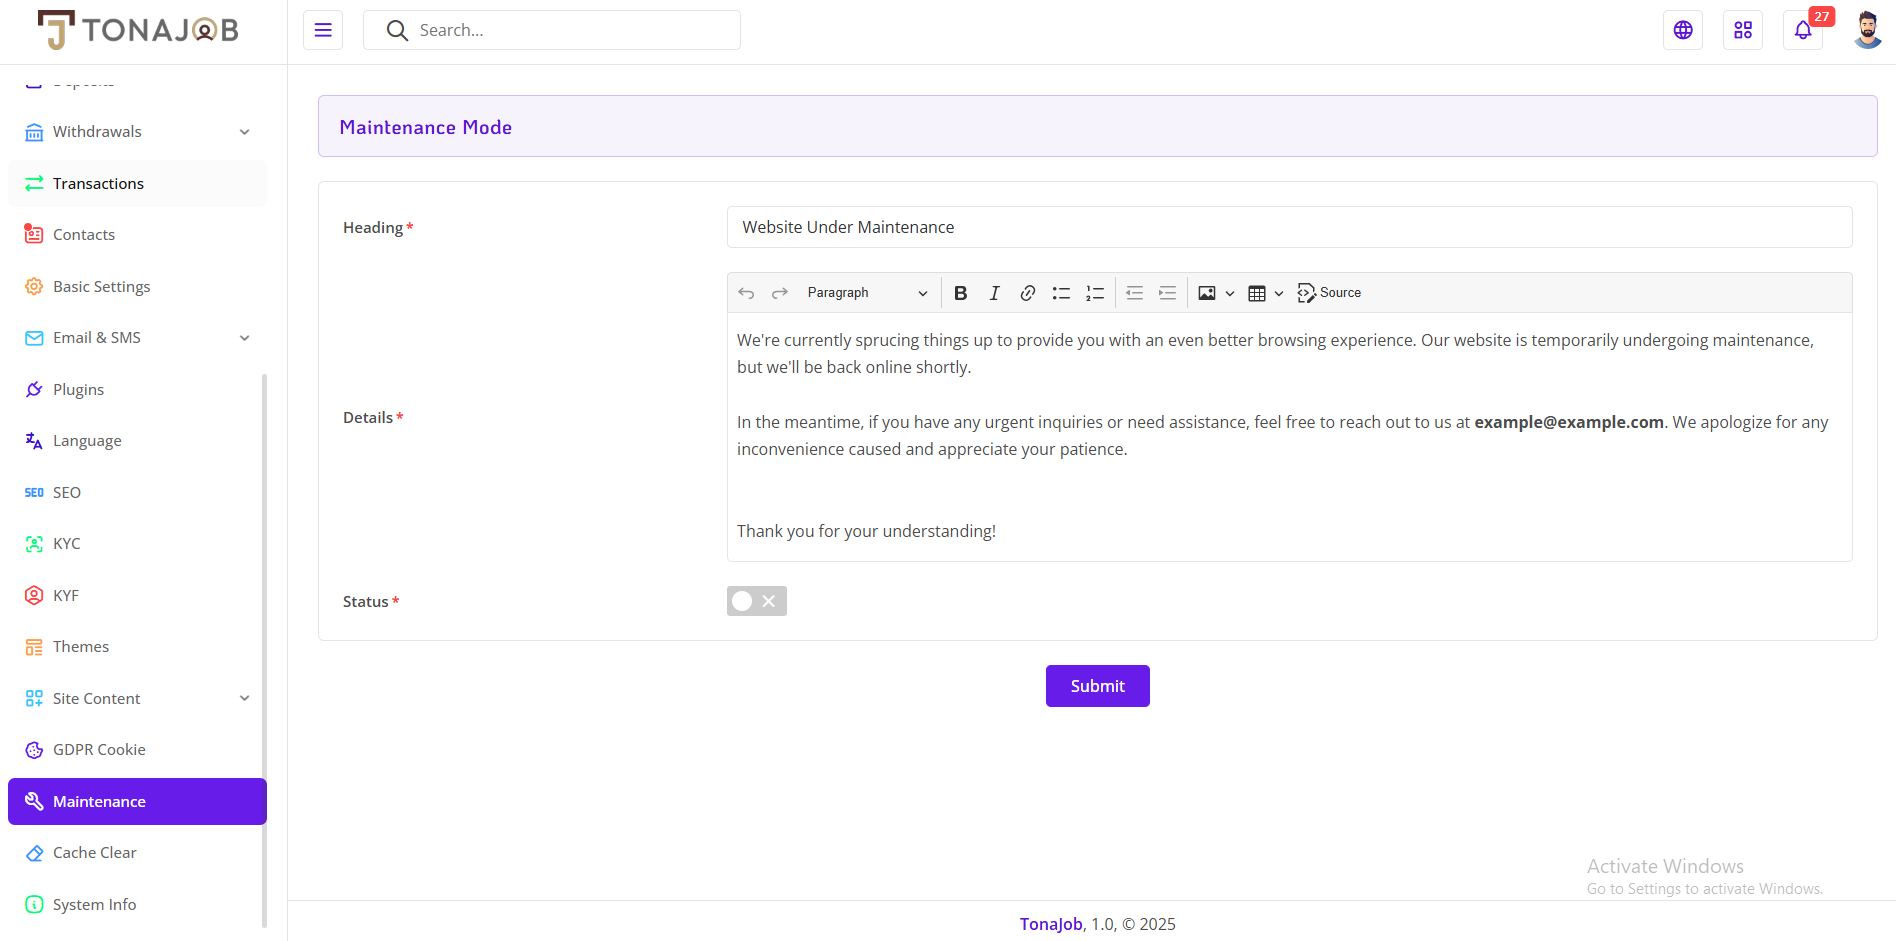 TONAJOB
Search...
27
Deposits
Withdrawals
Transactions
Contacts
Basic Settings
Email & SMS
Plugins
Language
SEO SEO
KYC
KYF
Themes
Site Content
GDPR Cookie
Maintenance
Cache Clear
System Info
Maintenance Mode
Heading *
Website Under Maintenance
Paragraph B I Source
Details *
We're currently sprucing things up to provide you with an even better browsing experience. Our website is temporarily undergoing maintenance,
but we'll be back online shortly.
In the meantime, if you have any urgent inquiries or need assistance, feel free to reach out to us at example@example.com. We apologize for any
inconvenience caused and appreciate your patience.
Thank you for your understanding!
Status *
Submit
Activate Windows
Go to Settings to activate Windows.
TonaJob, 1.0, © 2025